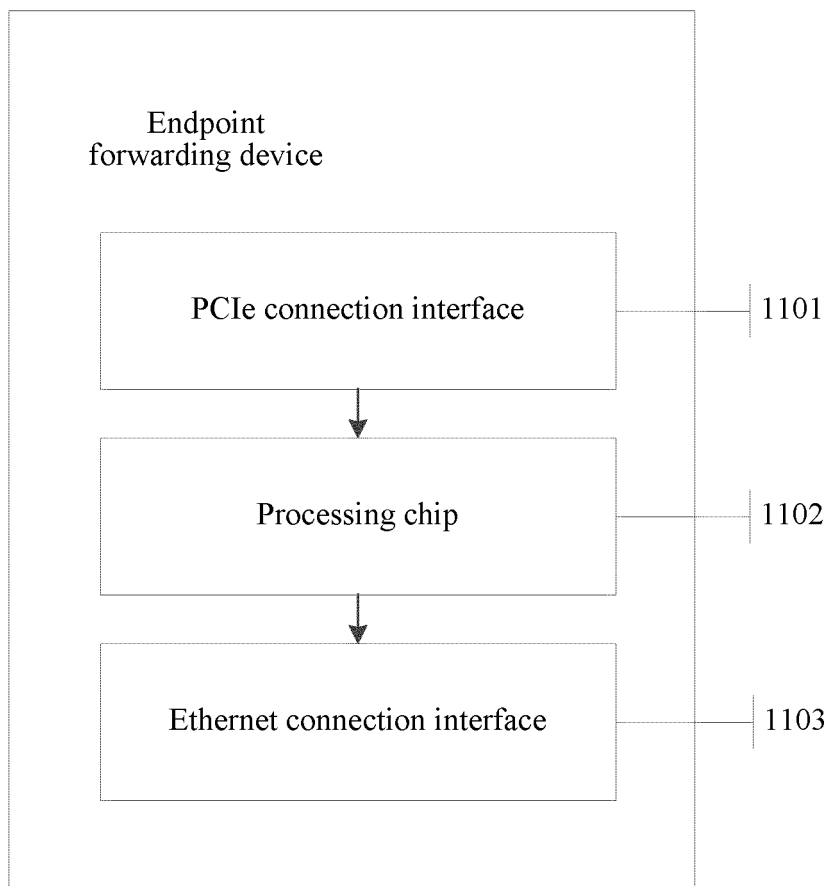 Endpoint
forwarding device
PCIe connection interface
1101
Processing chip
1102
Ethernet connection interface
1103